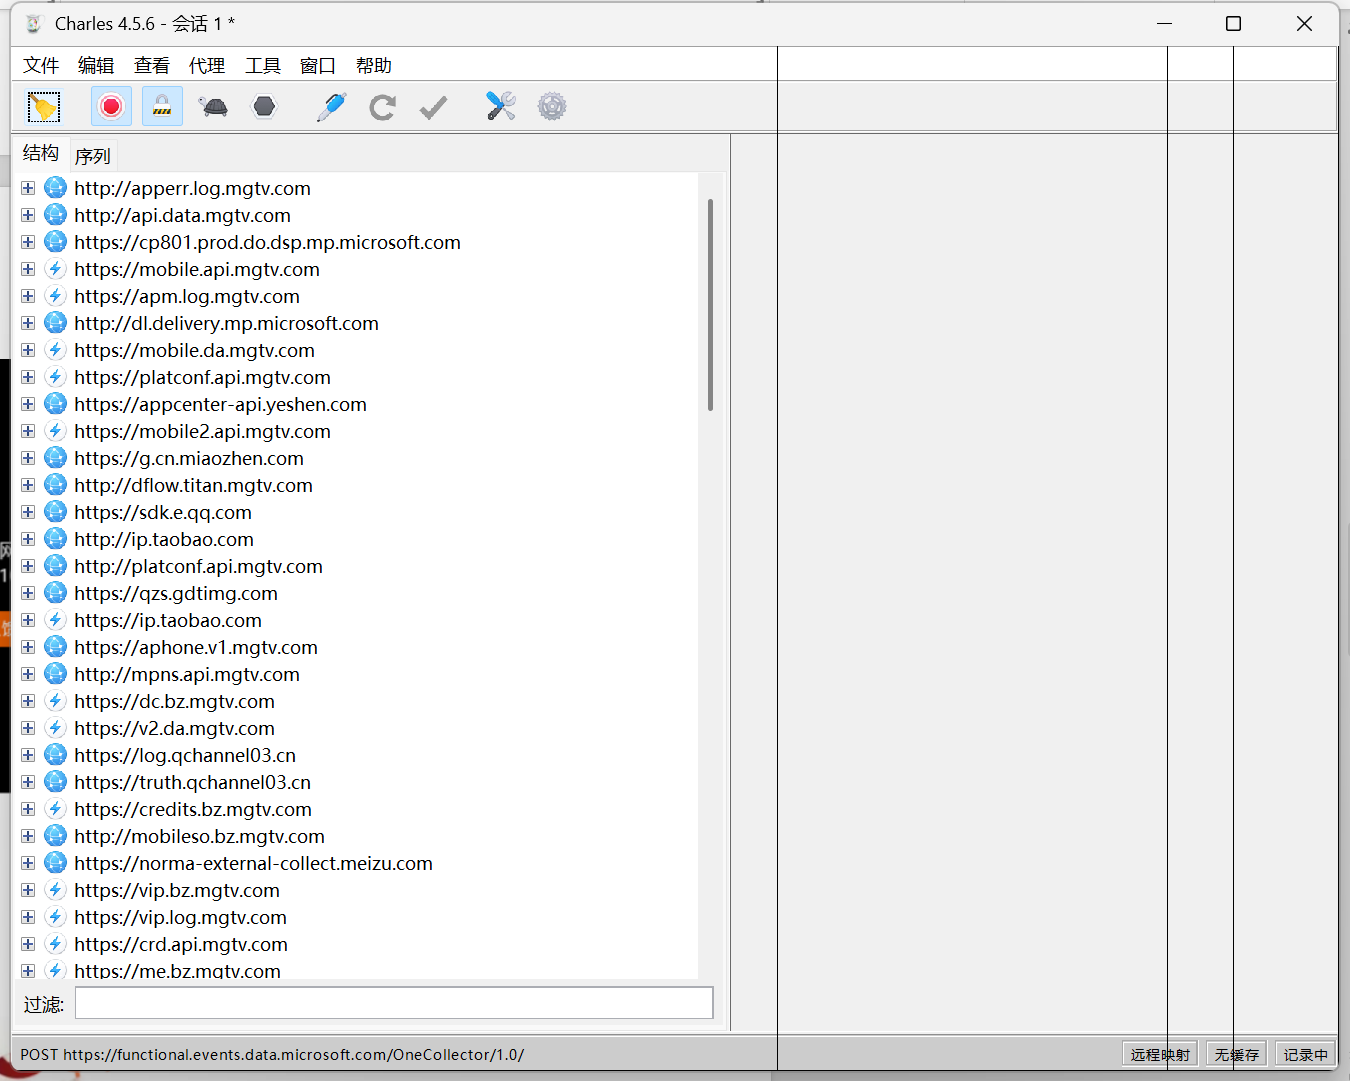 Charles 4.5.6 - 会话 1 *
文件 编辑 查看 代理 工具 窗口 帮助
结构 序列
http://apperr.log.mgtv.com
http://api.data.mgtv.com
https://cp801.prod.do.dsp.mp.microsoft.com
https://mobile.api.mgtv.com
https://apm.log.mgtv.com
http://dl.delivery.mp.microsoft.com
https://mobile.da.mgtv.com
https://platconf.api.mgtv.com
https://appcenter-api.yeshen.com
https://mobile2.api.mgtv.com
https://g.cn.miaozhen.com
http://dflow.titan.mgtv.com
https://sdk.e.qq.com
http://ip.taobao.com
http://platconf.api.mgtv.com
https://qzs.gdtimg.com
https://ip.taobao.com
https://aphone.v1.mgtv.com
http://mpns.api.mgtv.com
https://dc.bz.mgtv.com
https://v2.da.mgtv.com
https://log.qchannel03.cn
https://truth.qchannel03.cn
https://credits.bz.mgtv.com
http://mobileso.bz.mgtv.com
https://norma-external-collect.meizu.com
https://vip.bz.mgtv.com
https://vip.log.mgtv.com
https://crd.api.mgtv.com
https://me.bz.mgtv.com
过滤:
POST https://functional.events.data.microsoft.com/OneCollector/1.0/
远程映射 无缓存 记录中